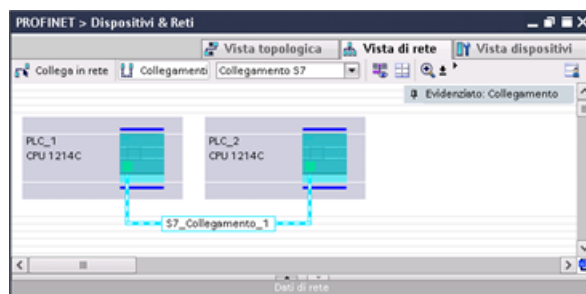 PROFINET > Dispositivi & Reti
Vista topologica Vista di rete Vista dispositivi
Collega in rete Collegamenti Collegamento S7
Evidenziato: Collegamento
PLC_1
CPU 1214C
PLC_2
CPU 1214C
S7_Collegamento_1
Dati di rete